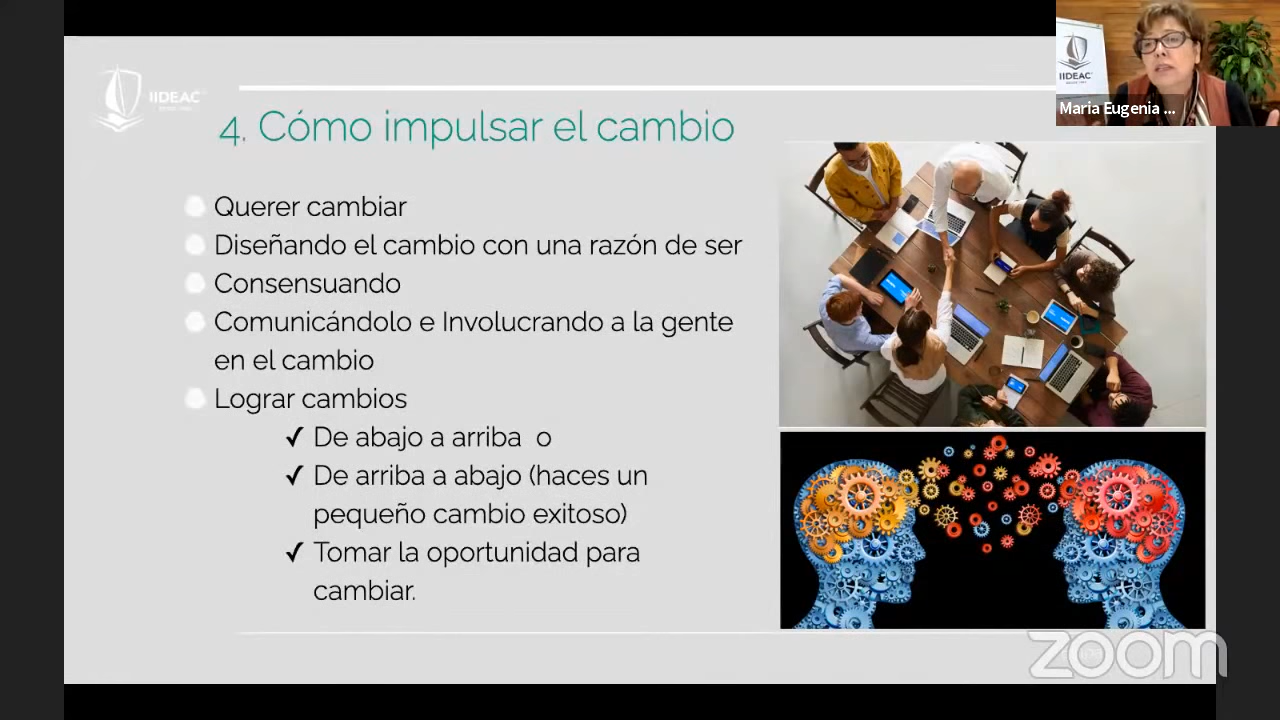 IIDEAC
4. Cómo impulsar el cambio
Querer cambiar
Diseñando el cambio con una razón de ser
Consensuando
Comunicándolo e Involucrando a la gente
en el cambio
Lograr cambios
✓ De abajo a arriba o
✓ De arriba a abajo (haces un
pequeño cambio exitoso)
✓ Tomar la oportunidad para
cambiar.
IIDEAC
Maria Eugenia ...
zoom